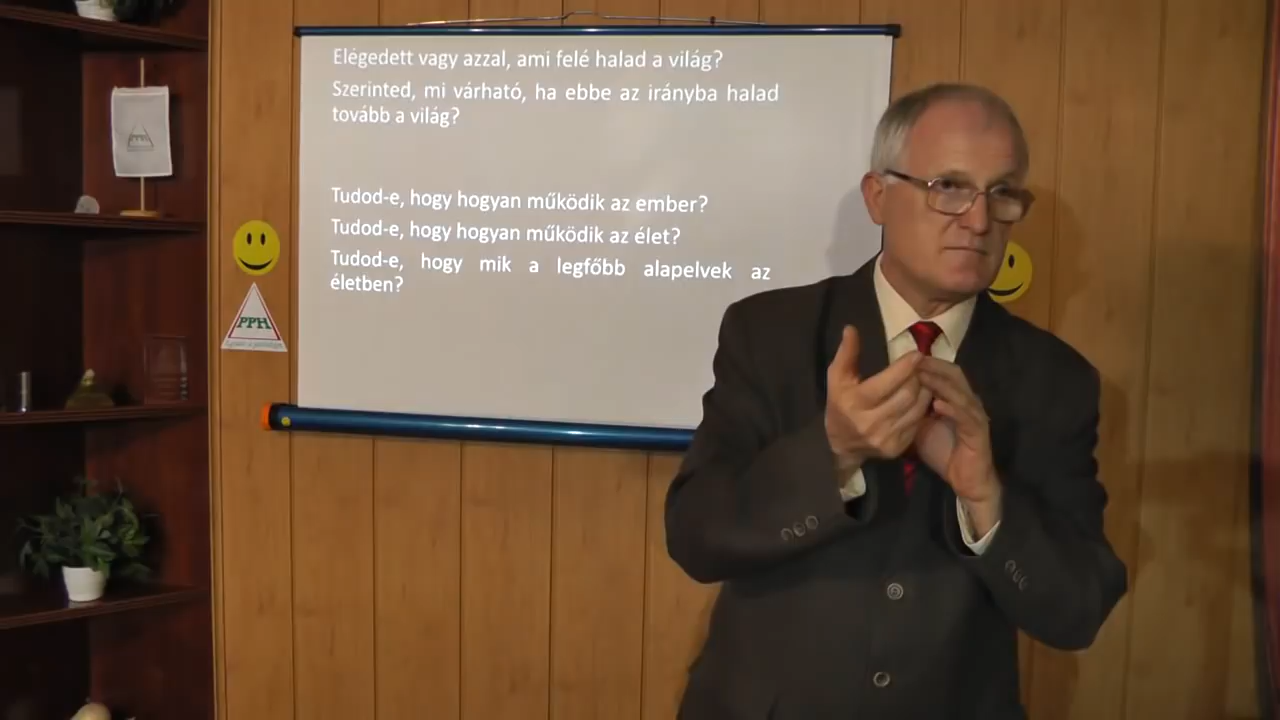 Elégedett vagy azzal, ami felé halad a világ?
Szerinted, mi várható, ha ebbe az irányba halad
tovább a világ?
Tudod-e, hogy hogyan működik az ember?
Tudod-e, hogy hogyan működik az élet?
Tudod-e, hogy mik a legfőbb alapelvek az
életben?
PPH